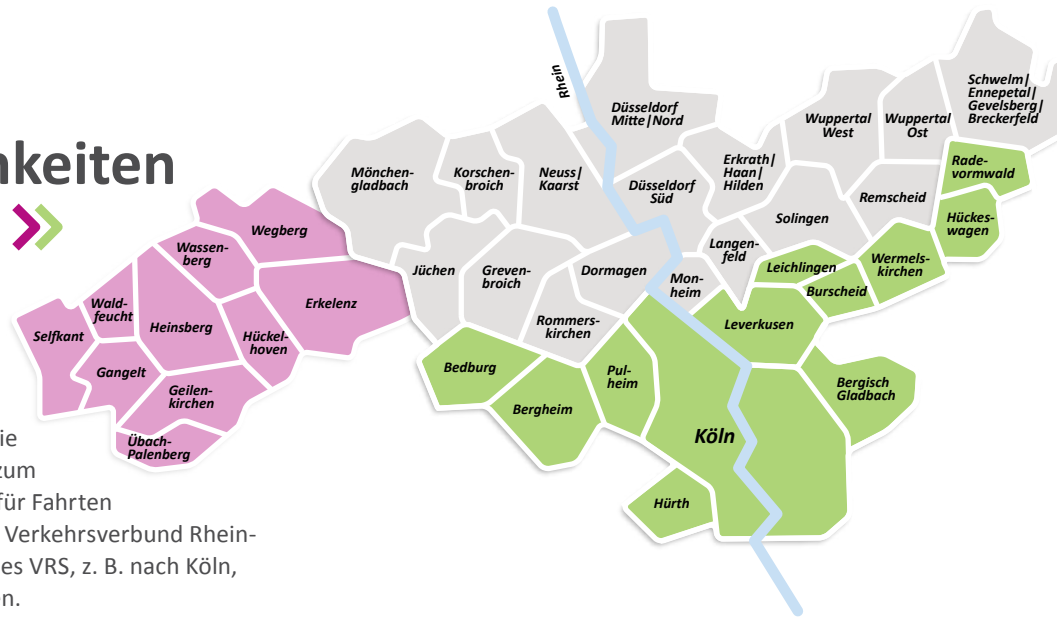 nkeiten
Rhein
Düsseldorf
Mitte|Nord
Wuppertal
West
Wuppertal
Ost
Schwelm|
Ennepetal|
Gevelsberg|
Breckerfeld
Mönchen-
gladbach
Korschen-
broich
Neuss|
Kaarst
Düsseldorf
Süd
Erkrath|
Haan|
Hilden
Solingen
Remscheid
Rade-
vormwald
Hückes-
wagen
Wegberg
Wassen-
berg
Jüchen
Greven-
broich
Dormagen
Mon-
heim
Langen-
feld
Leichlingen
Wermels-
kirchen
Burscheid
Wald-
feucht
Selfkant
Heinsberg
Hückel-
hoven
Erkelenz
Rommers-
kirchen
Leverkusen
Gangelt
Geilen-
kirchen
Bedburg
Bergheim
Pul-
heim
Bergisch
Gladbach
Köln
Übach-
Palenberg
Hürth
ie
zum
für Fahrten
Verkehrsverbund Rhein-
es VRS, z. B. nach Köln,
en.